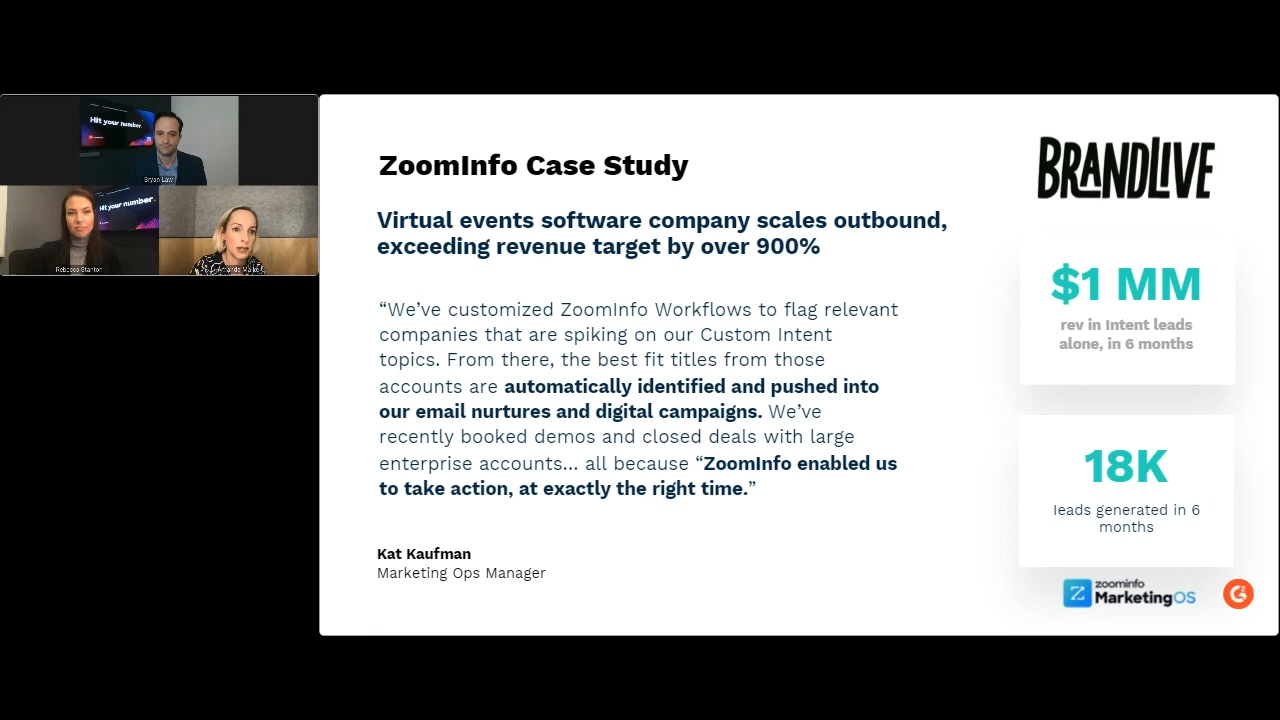 Hit your number.
Bryan Law
Hit your number.
Rebecca Stanton
Amanda Malko
ZoomInfo Case Study
Virtual events software company scales outbound,
exceeding revenue target by over 900%
“We’ve customized ZoomInfo Workflows to flag relevant
companies that are spiking on our Custom Intent
topics. From there, the best fit titles from those
accounts are automatically identified and pushed into
our email nurtures and digital campaigns. We’ve
recently booked demos and closed deals with large
enterprise accounts... all because “ZoomInfo enabled us
to take action, at exactly the right time.”
Kat Kaufman
Marketing Ops Manager
BRANDLIVE
$1 MM
rev in Intent leads
alone, in 6 months
18K
leads generated in 6
months
zoominfo
MarketingOS